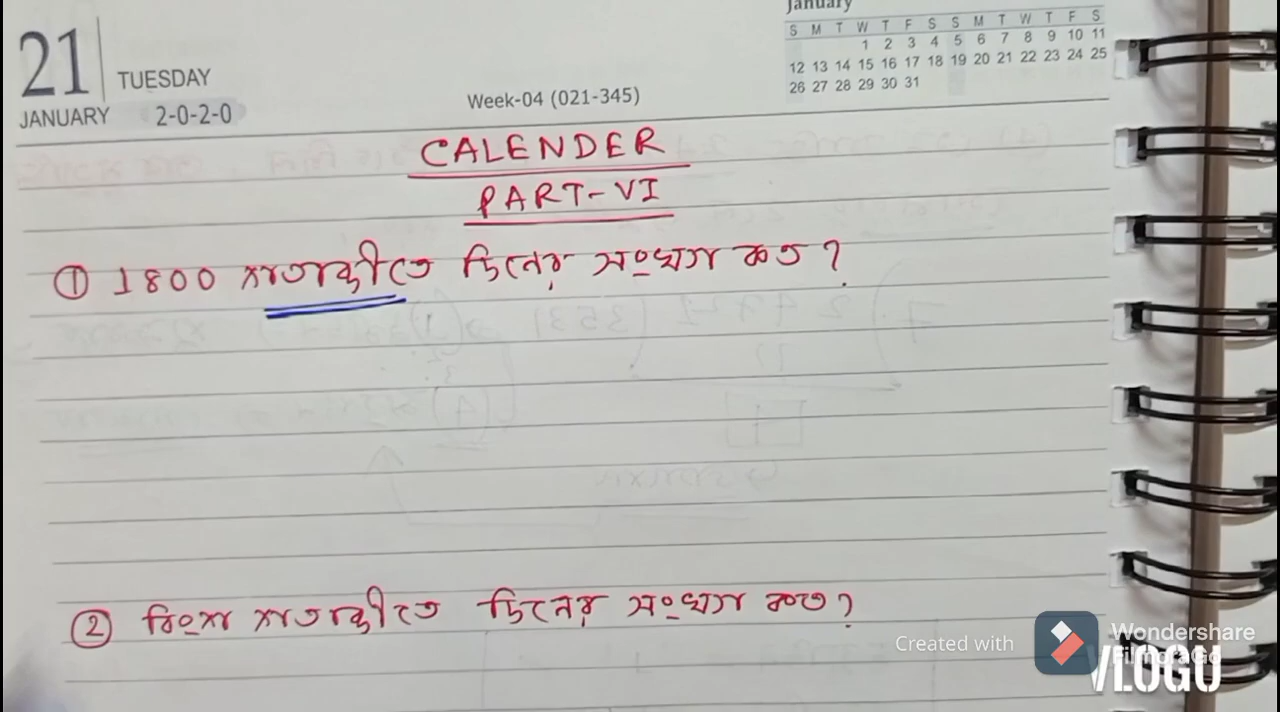 January
S M T W T F S S M T W T F S
1 2 3 4 5 6 7 8 9 10 11
12 13 14 15 16 17 18 19 20 21 22 23 24 25
26 27 28 29 30 31
21 TUESDAY
JANUARY 2-0-2-0
Week-04 (021-345)
CALENDER
PART-VI
① 1800 শতাব্দীতে দিনের সংখ্যা কত ?
② বিংশ শতাব্দীতে দিনের সংখ্যা কত ?
Created with
Wondershare
FilmoraGo
VLOGU